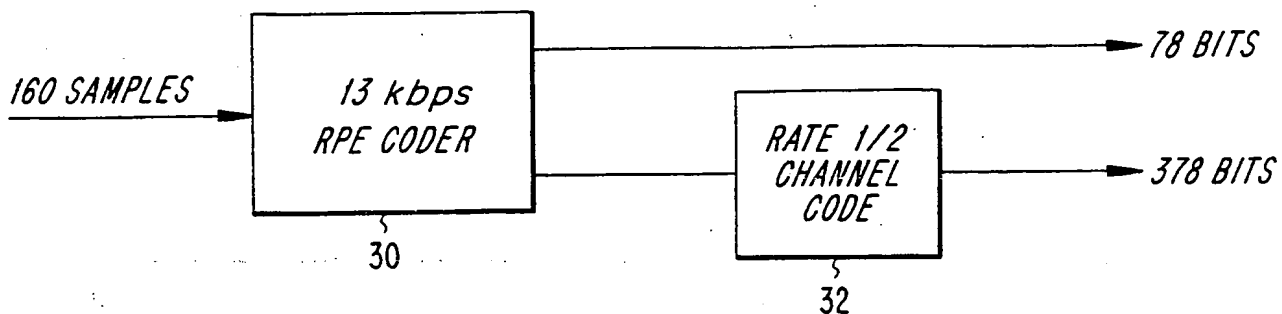 160 SAMPLES
13 kbps
RPE CODER
30
78 BITS
RATE 1/2
CHANNEL
CODE
32
378 BITS